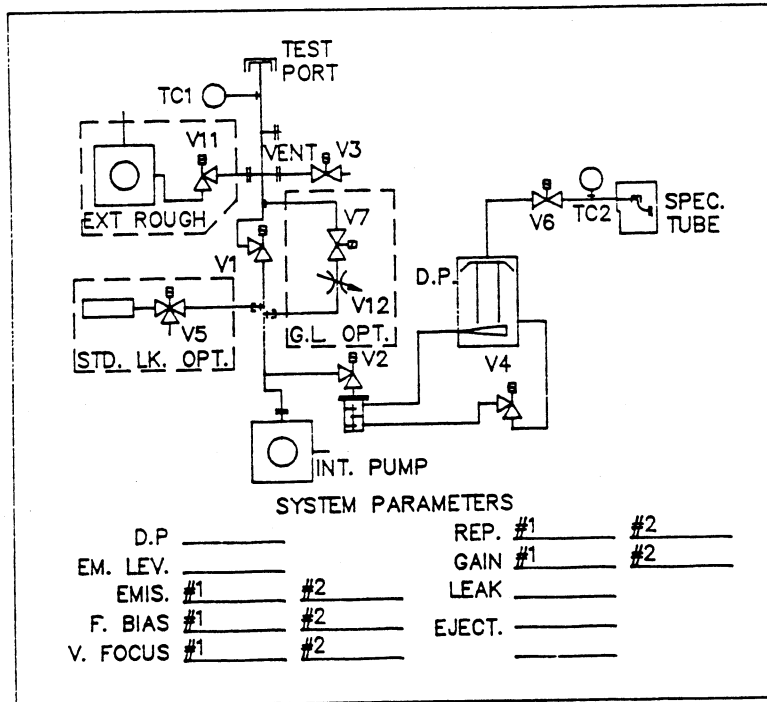 TEST
PORT
TC1
V11
VENT
V3
EXT ROUGH
V7
V6
TC2
SPEC.
TUBE
V1
D.P.
V12
V5
G.L. OPT.
STD. LK. OPT.
V2
V4
INT. PUMP
SYSTEM PARAMETERS
D.P
EM. LEV.
EMIS. #1 #2
F. BIAS #1 #2
V. FOCUS #1 #2
REP. #1 #2
GAIN #1 #2
LEAK
EJECT.